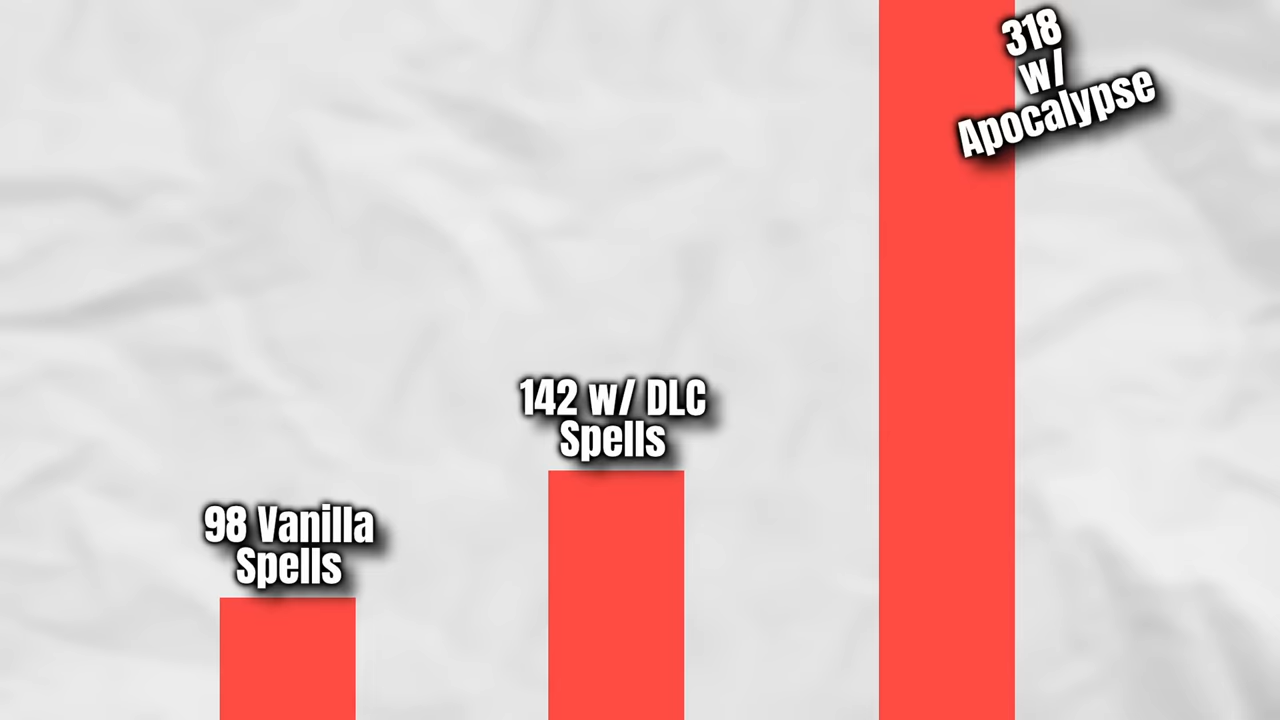 318
w/
Apocalypse
142 w/ DLC
Spells
98 Vanilla
Spells